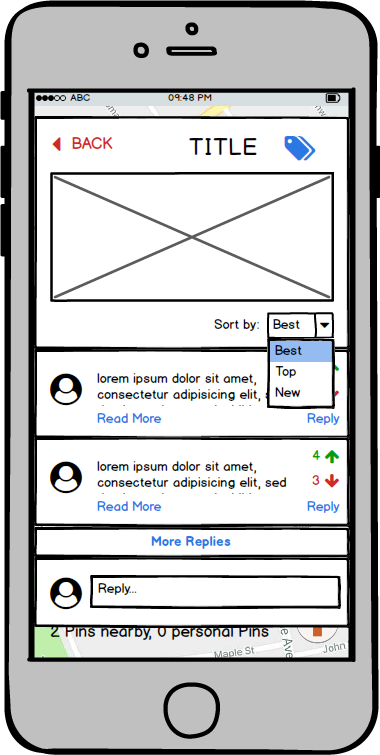 ABC 09:48 PM
BACK TITLE
Sort by: Best
Best
Top
New
lorem ipsum dolor sit amet,
consectetur adipisicing elit,
Read More Reply
4
lorem ipsum dolor sit amet,
consectetur adipisicing elit, sed
3
Read More Reply
More Replies
Reply...
2 Pins nearby, 0 personal Pins
Maple St
John
e Ave